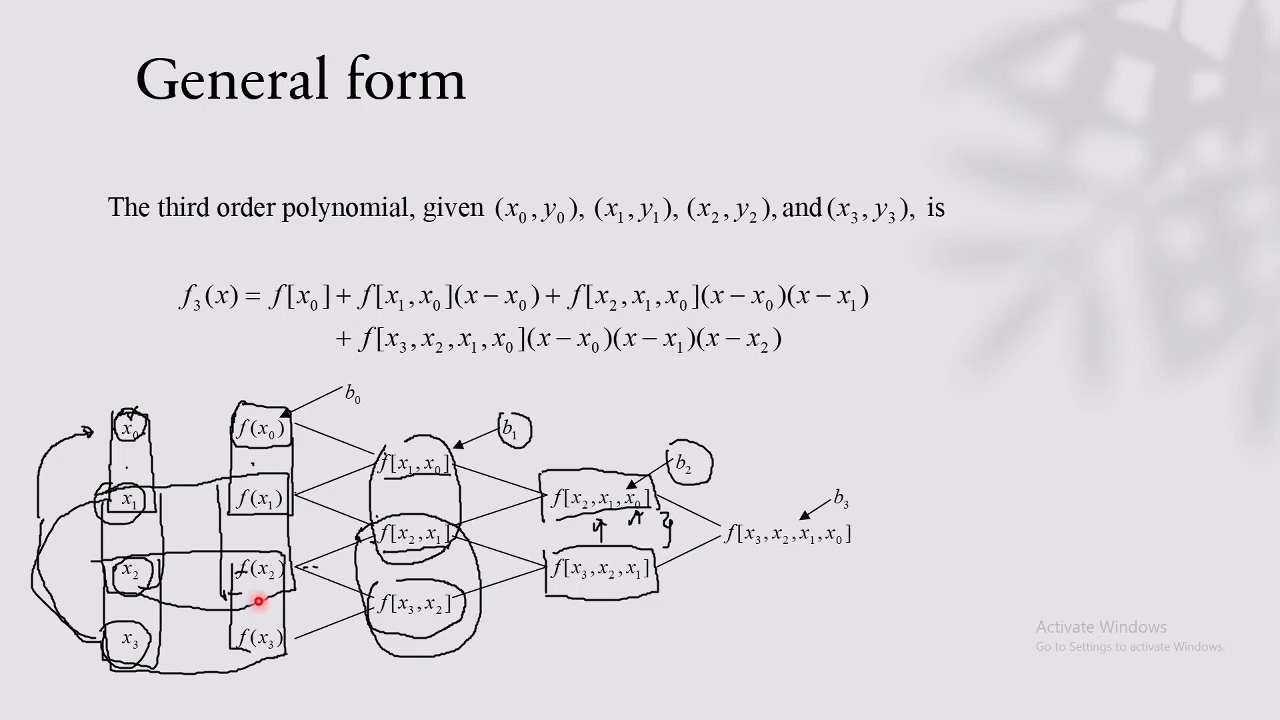 General form
The third order polynomial, given (x₀, y₀), (x₁, y₁), (x₂, y₂), and (x₃, y₃), is
f₃(x) = f[x₀] + f[x₁, x₀](x − x₀) + f[x₂, x₁, x₀](x − x₀)(x − x₁)
+ f[x₃, x₂, x₁, x₀](x − x₀)(x − x₁)(x − x₂)
b₀
x₀ f(x₀) b₁
f[x₁, x₀] b₂
x₁ f(x₁) f[x₂, x₁, x₀] b₃
f[x₂, x₁] f[x₃, x₂, x₁, x₀]
x₂ f(x₂) f[x₃, x₂, x₁]
f[x₃, x₂]
x₃ f(x₃)
Activate Windows
Go to Settings to activate Windows.